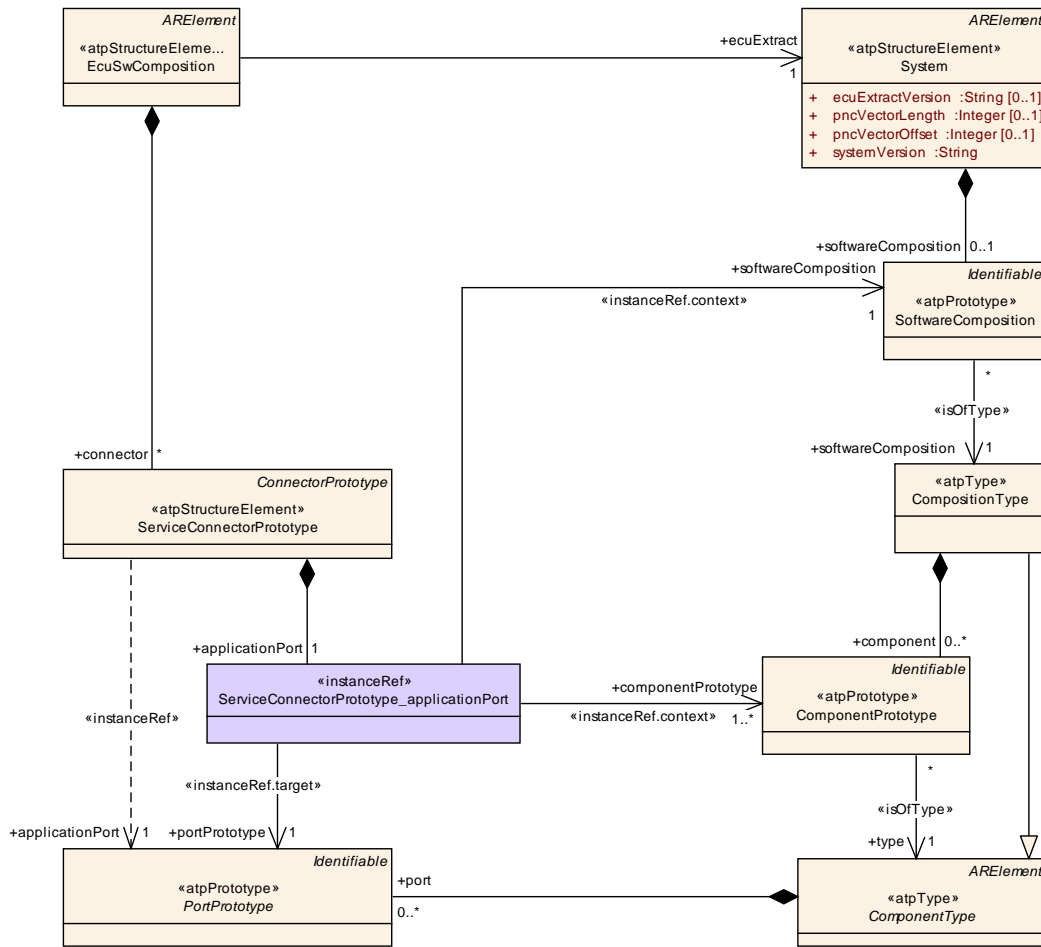 ARElement
«atpStructureEleme...
EcuSwComposition
+ecuExtract
1
ARElement
«atpStructureElement»
System
+ ecuExtractVersion :String [0..1]
+ pncVectorLength :Integer [0..1]
+ pncVectorOffset :Integer [0..1]
+ systemVersion :String
+softwareComposition
0..1
+softwareComposition
«instanceRef.context»
1
Identifiable
«atpPrototype»
SoftwareComposition
*
«isOfType»
+softwareComposition
1
+connector
*
ConnectorPrototype
«atpStructureElement»
ServiceConnectorPrototype
«atpType»
CompositionType
+applicationPort
1
+component
0..*
«instanceRef»
ServiceConnectorPrototype_applicationPort
+componentPrototype
«instanceRef.context»
1..*
Identifiable
«atpPrototype»
ComponentPrototype
«instanceRef»
«instanceRef.target»
*
«isOfType»
+applicationPort
1
+portPrototype
1
+type
1
Identifiable
«atpPrototype»
PortPrototype
+port
0..*
ARElement
«atpType»
ComponentType